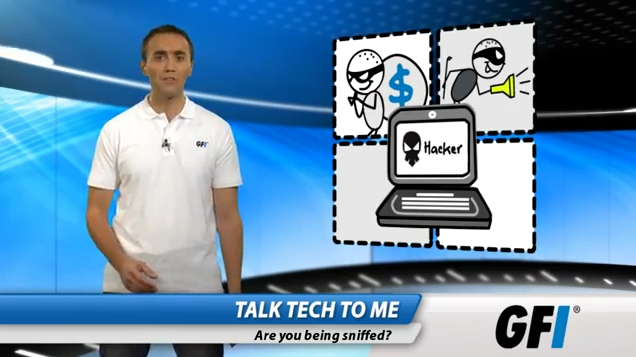 GFI
$
Hacker
TALK TECH TO ME
Are you being sniffed?
GFI®